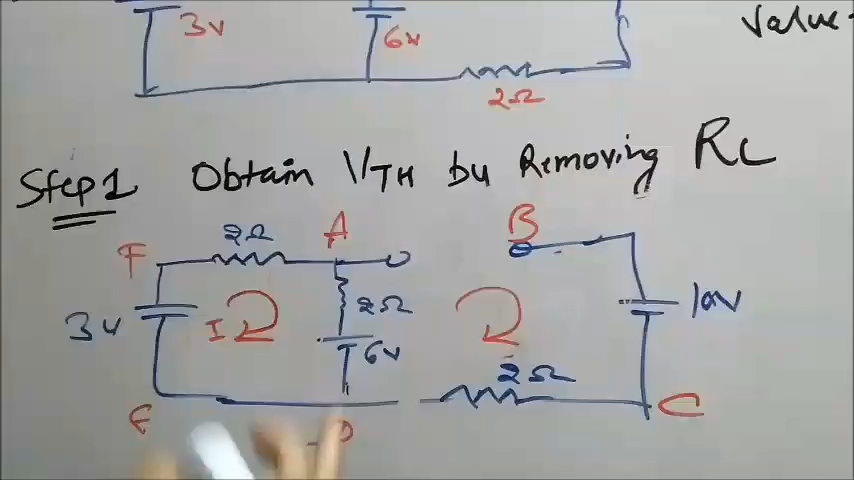 3v
6v
value
2Ω
Step1 Obtain VTH by Removing RL
F 2Ω A B
3v I 2Ω 10V
6v
2Ω
E D C